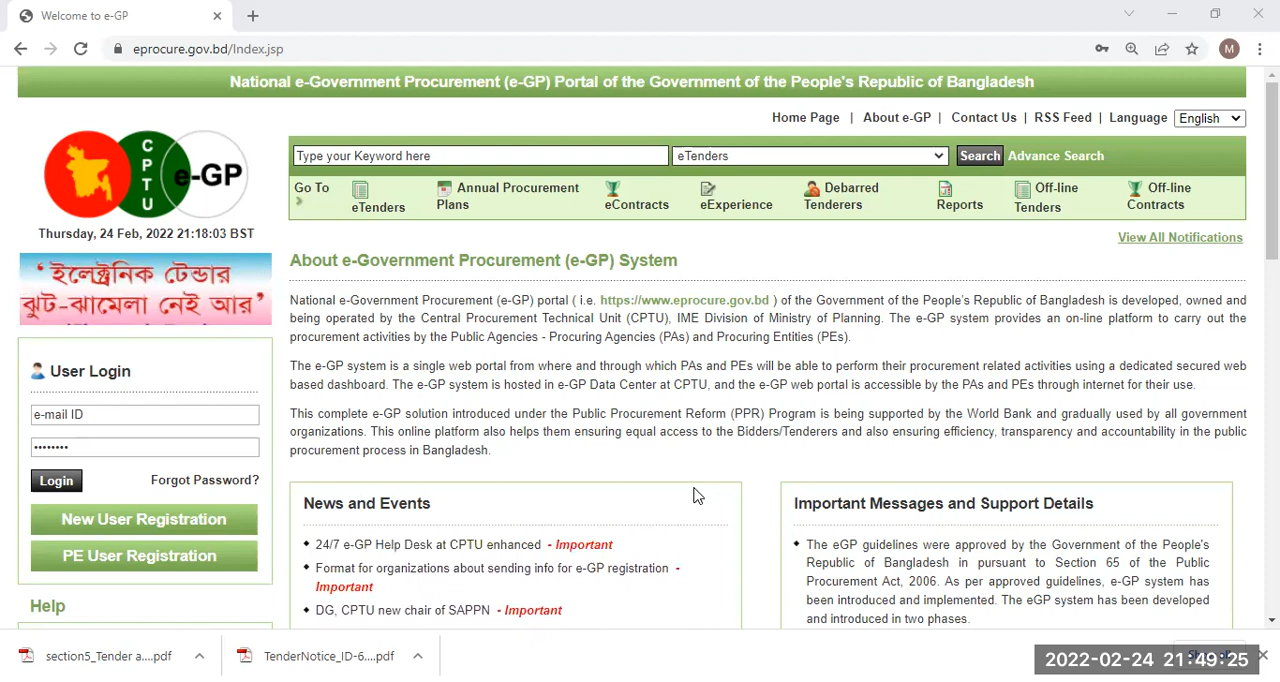 Welcome to e-GP
eprocure.gov.bd/Index.jsp
M
National e-Government Procurement (e-GP) Portal of the Government of the People's Republic of Bangladesh
Home Page | About e-GP | Contact Us | RSS Feed | Language English
C P T U e-GP
Type your Keyword here eTenders Search Advance Search
Go To eTenders Annual Procurement Plans eContracts eExperience Debarred Tenderers Reports Off-line Tenders Off-line Contracts
Thursday, 24 Feb, 2022 21:18:03 BST
View All Notifications
‘ইলেক্ট্রনিক টেন্ডার
ঝুট-ঝামেলা নেই আর’
About e-Government Procurement (e-GP) System
National e-Government Procurement (e-GP) portal ( i.e. https://www.eprocure.gov.bd ) of the Government of the People's Republic of Bangladesh is developed, owned and
being operated by the Central Procurement Technical Unit (CPTU), IME Division of Ministry of Planning. The e-GP system provides an on-line platform to carry out the
procurement activities by the Public Agencies - Procuring Agencies (PAs) and Procuring Entities (PEs).
The e-GP system is a single web portal from where and through which PAs and PEs will be able to perform their procurement related activities using a dedicated secured web
based dashboard. The e-GP system is hosted in e-GP Data Center at CPTU, and the e-GP web portal is accessible by the PAs and PEs through internet for their use.
This complete e-GP solution introduced under the Public Procurement Reform (PPR) Program is being supported by the World Bank and gradually used by all government
organizations. This online platform also helps them ensuring equal access to the Bidders/Tenderers and also ensuring efficiency, transparency and accountability in the public
procurement process in Bangladesh.
User Login
e-mail ID
••••••••
Login Forgot Password?
New User Registration
PE User Registration
Help
News and Events
24/7 e-GP Help Desk at CPTU enhanced - Important
Format for organizations about sending info for e-GP registration -
Important
DG, CPTU new chair of SAPPN - Important
Important Messages and Support Details
The eGP guidelines were approved by the Government of the People's
Republic of Bangladesh in pursuant to Section 65 of the Public
Procurement Act, 2006. As per approved guidelines, e-GP system has
been introduced and implemented. The eGP system has been developed
and introduced in two phases.
section5_Tender a....pdf
TenderNotice_ID-6....pdf
2022-02-24 21:49:25